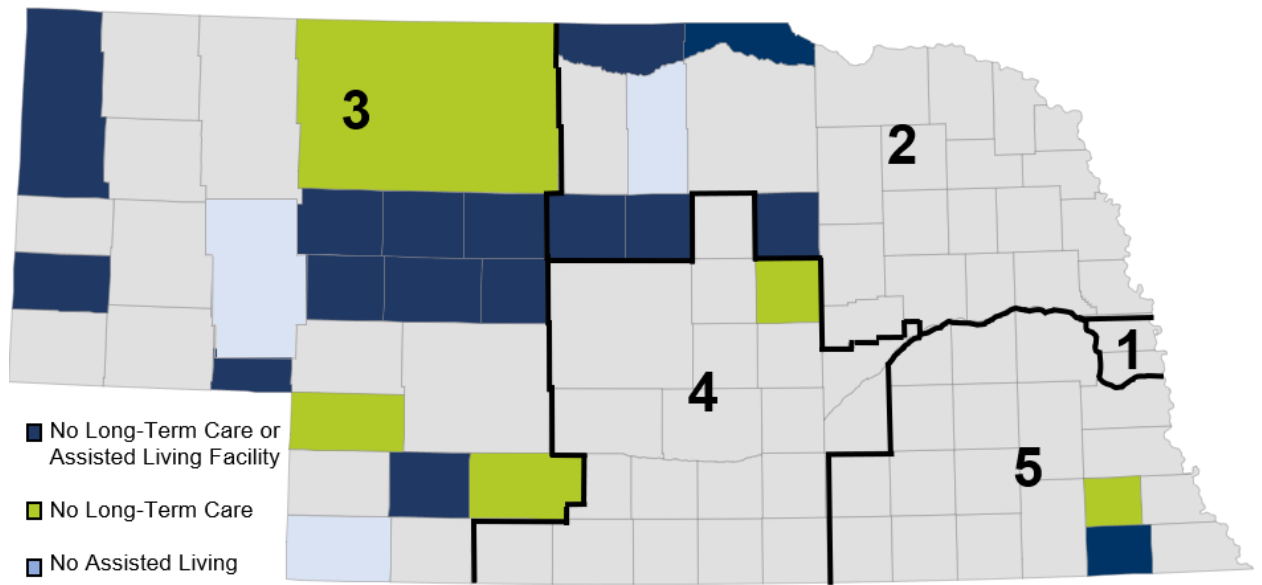 3
2
1
4
5
No Long-Term Care or
Assisted Living Facility
No Long-Term Care
No Assisted Living